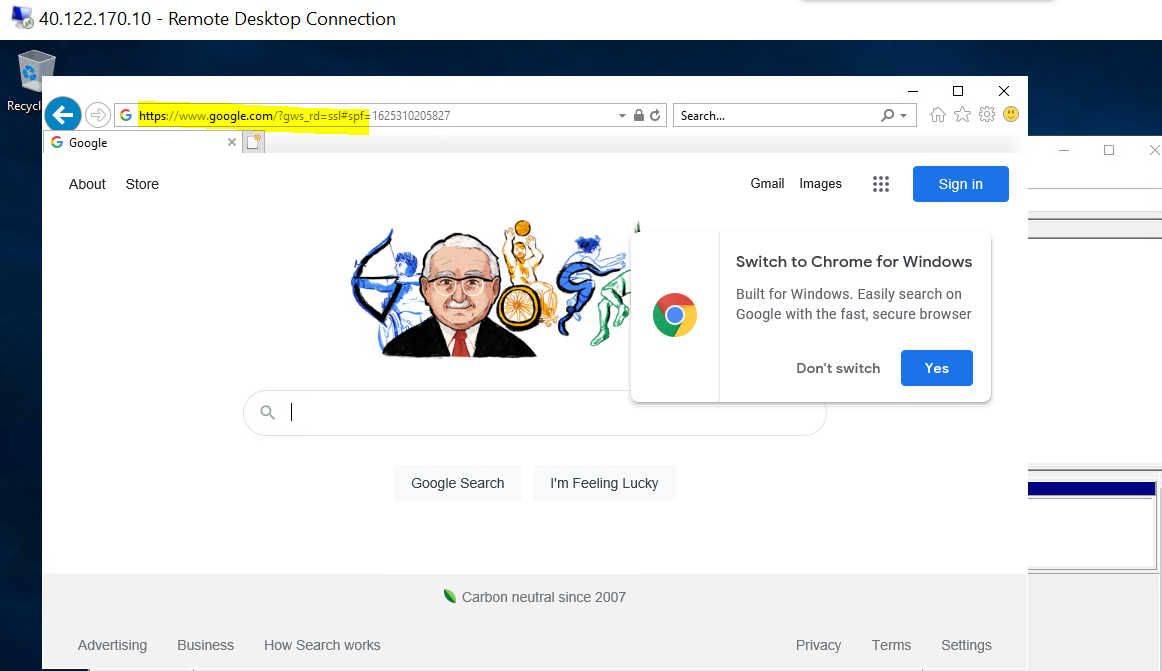 40.122.170.10 - Remote Desktop Connection
Recycl
https://www.google.com/?gws_rd=ssl#spf=1625310205827
Search...
Google
About Store
Gmail Images Sign in
Switch to Chrome for Windows
Built for Windows. Easily search on
Google with the fast, secure browser
Don't switch Yes
Google Search I'm Feeling Lucky
Carbon neutral since 2007
Advertising Business How Search works
Privacy Terms Settings